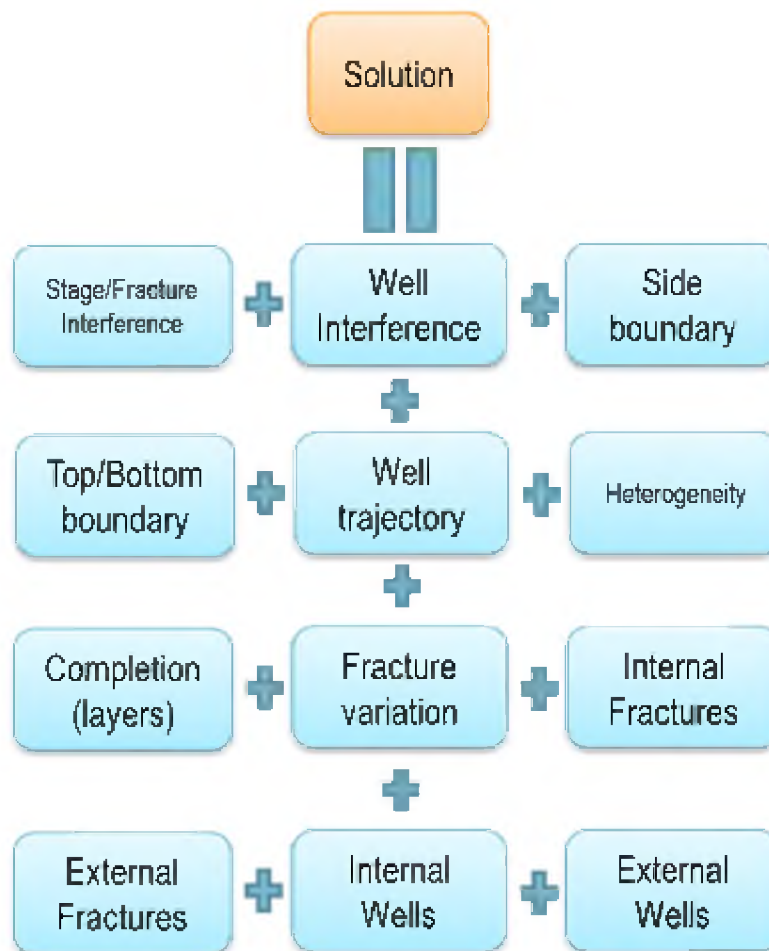 Solution
Stage/Fracture
Interference
Well
Interference
Side
boundary
Top/Bottom
boundary
Well
trajectory
Heterogeneity
Completion
(layers)
Fracture
variation
Internal
Fractures
External
Fractures
Internal
Wells
External
Wells